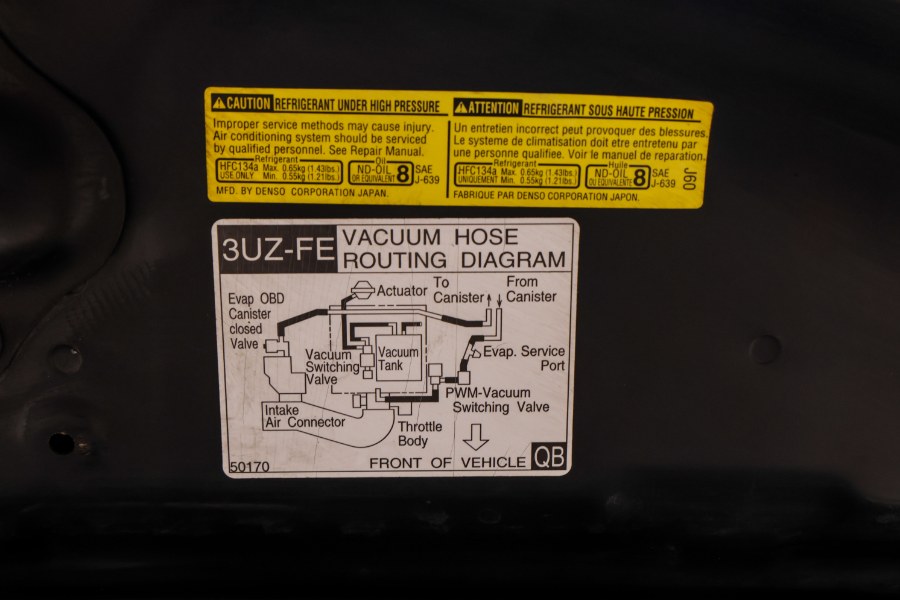 CAUTION REFRIGERANT UNDER HIGH PRESSURE
Improper service methods may cause injury.
Air conditioning system should be serviced
by qualified personnel. See Repair Manual.
Refrigerant
HFC134a Max. 0.65kg (1.43lbs.)
USE ONLY Min. 0.55kg (1.21lbs.)
Oil
ND-OIL 8
OR EQUIVALENT
SAE
J-639
MFD. BY DENSO CORPORATION JAPAN.
ATTENTION REFRIGERANT SOUS HAUTE PRESSION
Un entretien incorrect peut provoquer des blessures.
Le systeme de climatisation doit etre entretenu par
une personne qualifiee. Voir le manuel de reparation.
Refrigerant
HFC134a Max. 0.65kg (1.43lbs.)
UNIQUEMENT Min. 0.55kg (1.21lbs.)
Huile
ND-OIL 8
OU EQUIVALENTE
SAE
J-639
FABRIQUE PAR DENSO CORPORATION JAPON.
J60
3UZ-FE
VACUUM HOSE
ROUTING DIAGRAM
To
Canister
From
Canister
Actuator
Evap OBD
Canister
closed
Valve
Vacuum
Switching
Valve
Vacuum
Tank
Evap. Service
Port
PWM-Vacuum
Switching Valve
Intake
Air Connector
Throttle
Body
50170
FRONT OF VEHICLE
QB